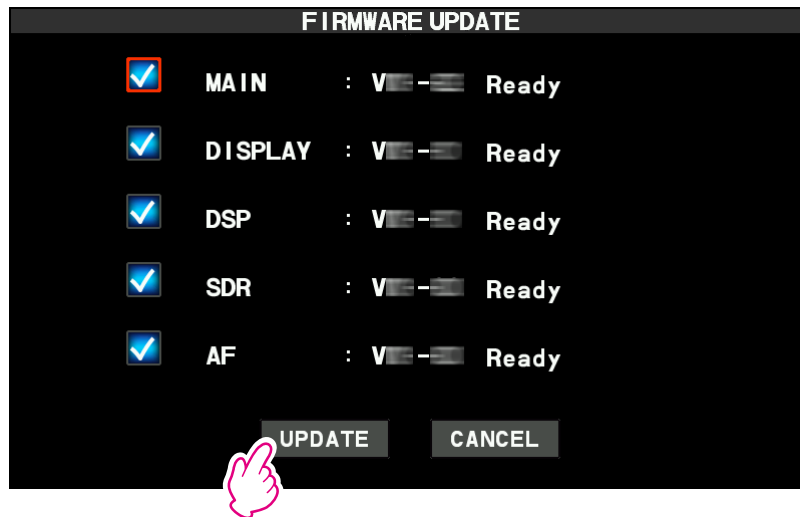 FIRMWARE UPDATE
MAIN : V - Ready
DISPLAY : V - Ready
DSP : V - Ready
SDR : V - Ready
AF : V - Ready
UPDATE CANCEL